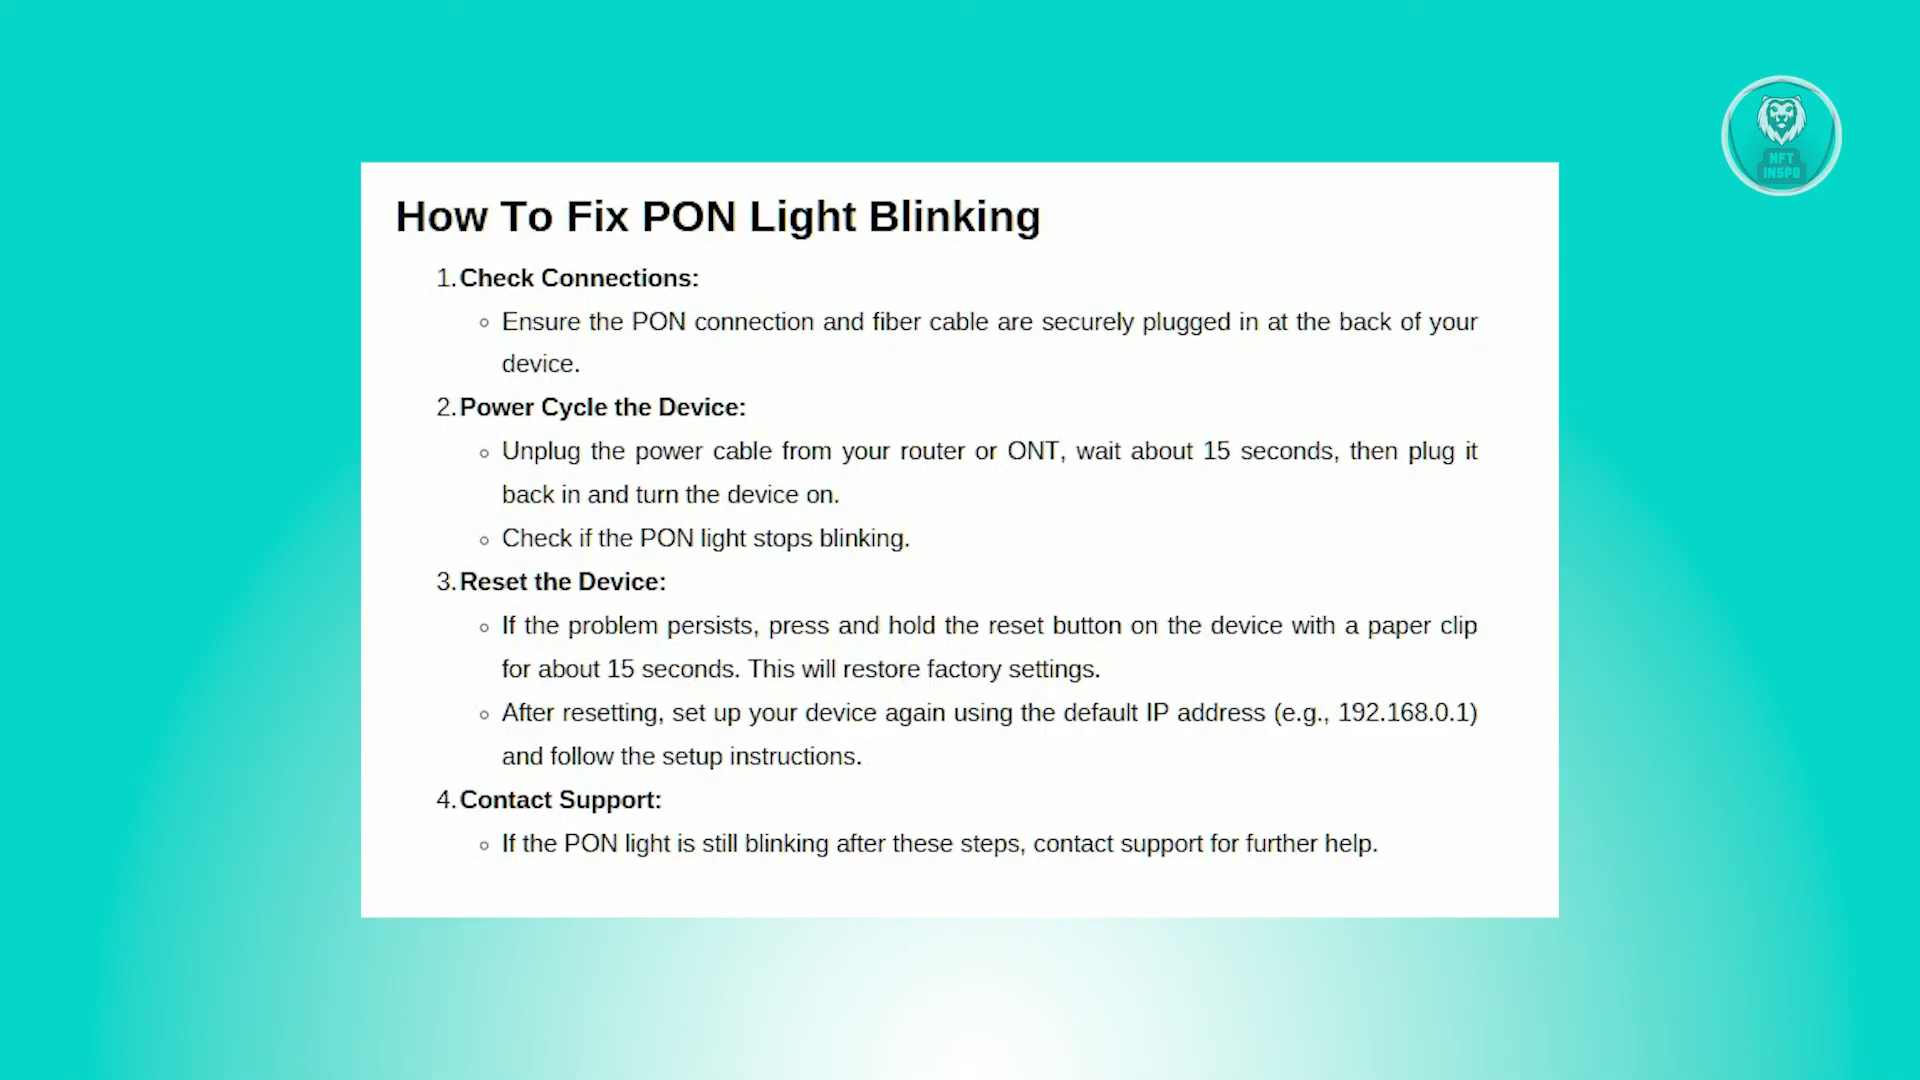 NFT
INSPO
How To Fix PON Light Blinking
1. Check Connections:
◦ Ensure the PON connection and fiber cable are securely plugged in at the back of your
device.
2. Power Cycle the Device:
◦ Unplug the power cable from your router or ONT, wait about 15 seconds, then plug it
back in and turn the device on.
◦ Check if the PON light stops blinking.
3. Reset the Device:
◦ If the problem persists, press and hold the reset button on the device with a paper clip
for about 15 seconds. This will restore factory settings.
◦ After resetting, set up your device again using the default IP address (e.g., 192.168.0.1)
and follow the setup instructions.
4. Contact Support:
◦ If the PON light is still blinking after these steps, contact support for further help.